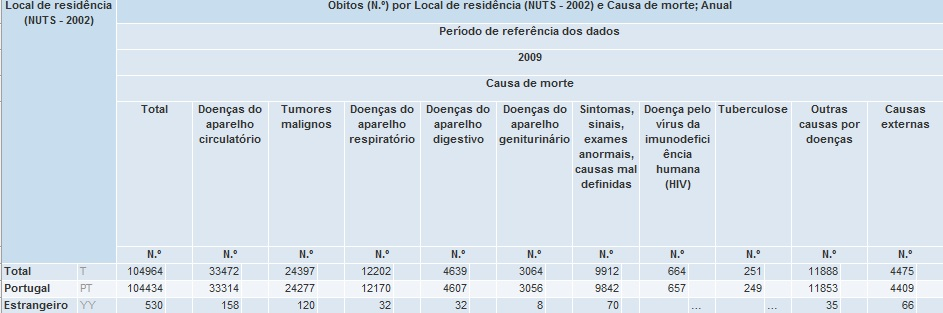 Local de residência
(NUTS - 2002)
Óbitos (N.º) por Local de residência (NUTS - 2002) e Causa de morte; Anual
Período de referência dos dados
2009
Causa de morte
Total
Doenças do
aparelho
circulatório
Tumores
malignos
Doenças do
aparelho
respiratório
Doenças do
aparelho
digestivo
Doenças do
aparelho
geniturinário
Sintomas,
sinais,
exames
anormais,
causas mal
definidas
Doença pelo
vírus da
imunodefici
ência
humana
(HIV)
Tuberculose
Outras
causas por
doenças
Causas
externas
N.º N.º N.º N.º N.º N.º N.º N.º N.º N.º N.º
Total T 104964 33472 24397 12202 4639 3064 9912 664 251 11888 4475
Portugal PT 104434 33314 24277 12170 4607 3056 9842 657 249 11853 4409
Estrangeiro YY 530 158 120 32 32 8 70 ... ... 35 66